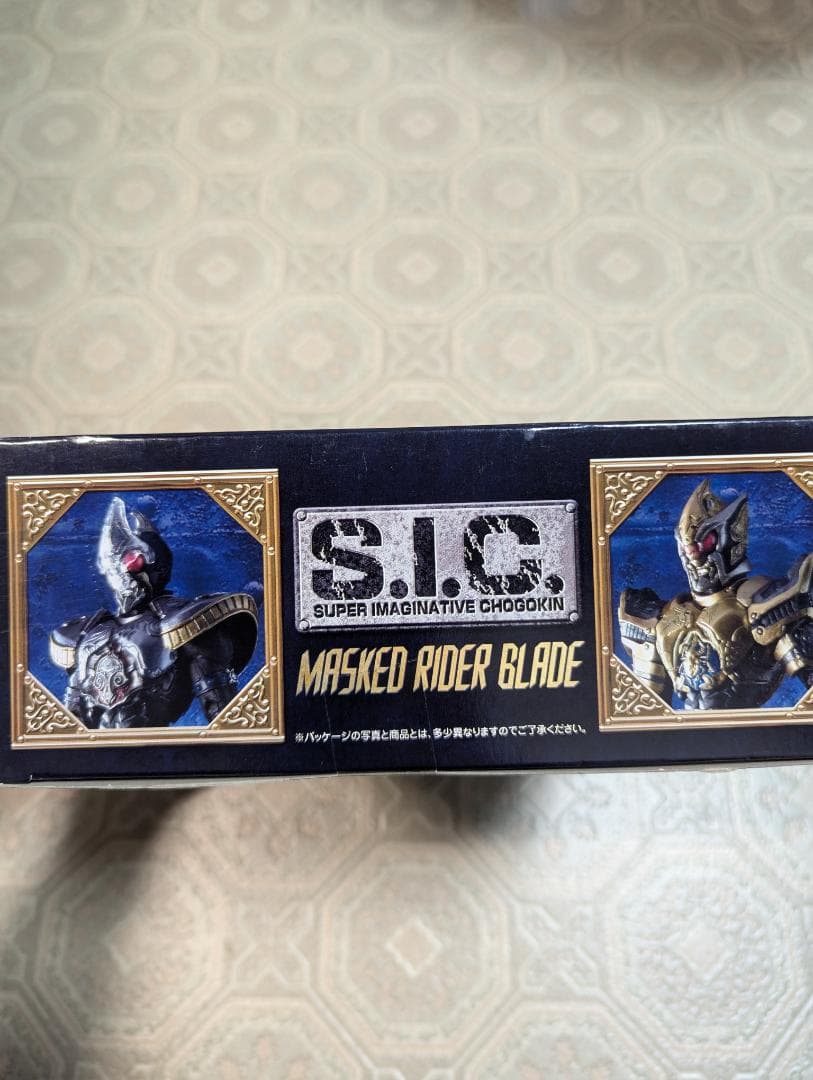 S.I.C.
SUPER IMAGINATIVE CHOGOKIN
MASKED RIDER BLADE
※パッケージの写真と商品とは、多少異なりますのでご了承ください。